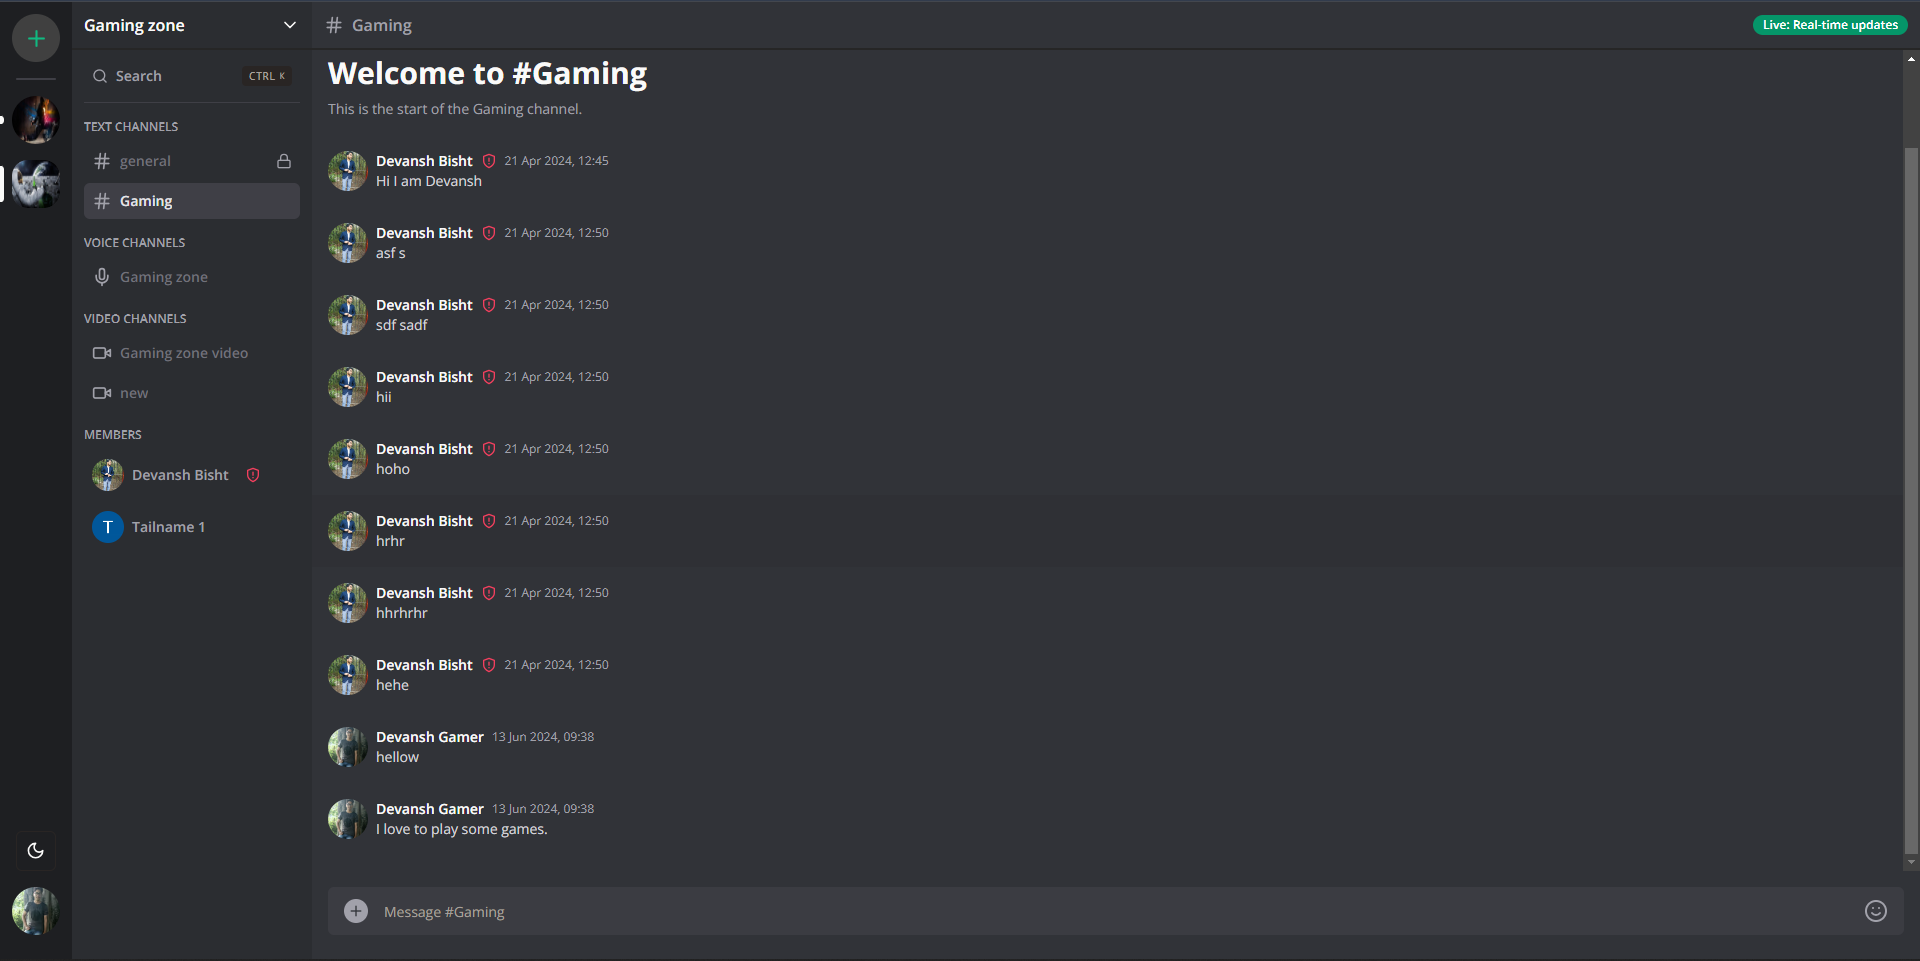 Gaming zone
Search
CTRL K
TEXT CHANNELS
general
Gaming
VOICE CHANNELS
Gaming zone
VIDEO CHANNELS
Gaming zone video
new
MEMBERS
Devansh Bisht
T
Tailname 1
Gaming
Live: Real-time updates
Welcome to #Gaming
This is the start of the Gaming channel.
Devansh Bisht 21 Apr 2024, 12:45
Hi I am Devansh
Devansh Bisht 21 Apr 2024, 12:50
asf s
Devansh Bisht 21 Apr 2024, 12:50
sdf sadf
Devansh Bisht 21 Apr 2024, 12:50
hii
Devansh Bisht 21 Apr 2024, 12:50
hoho
Devansh Bisht 21 Apr 2024, 12:50
hrhr
Devansh Bisht 21 Apr 2024, 12:50
hhrhrhr
Devansh Bisht 21 Apr 2024, 12:50
hehe
Devansh Gamer 13 Jun 2024, 09:38
hellow
Devansh Gamer 13 Jun 2024, 09:38
I love to play some games.
Message #Gaming